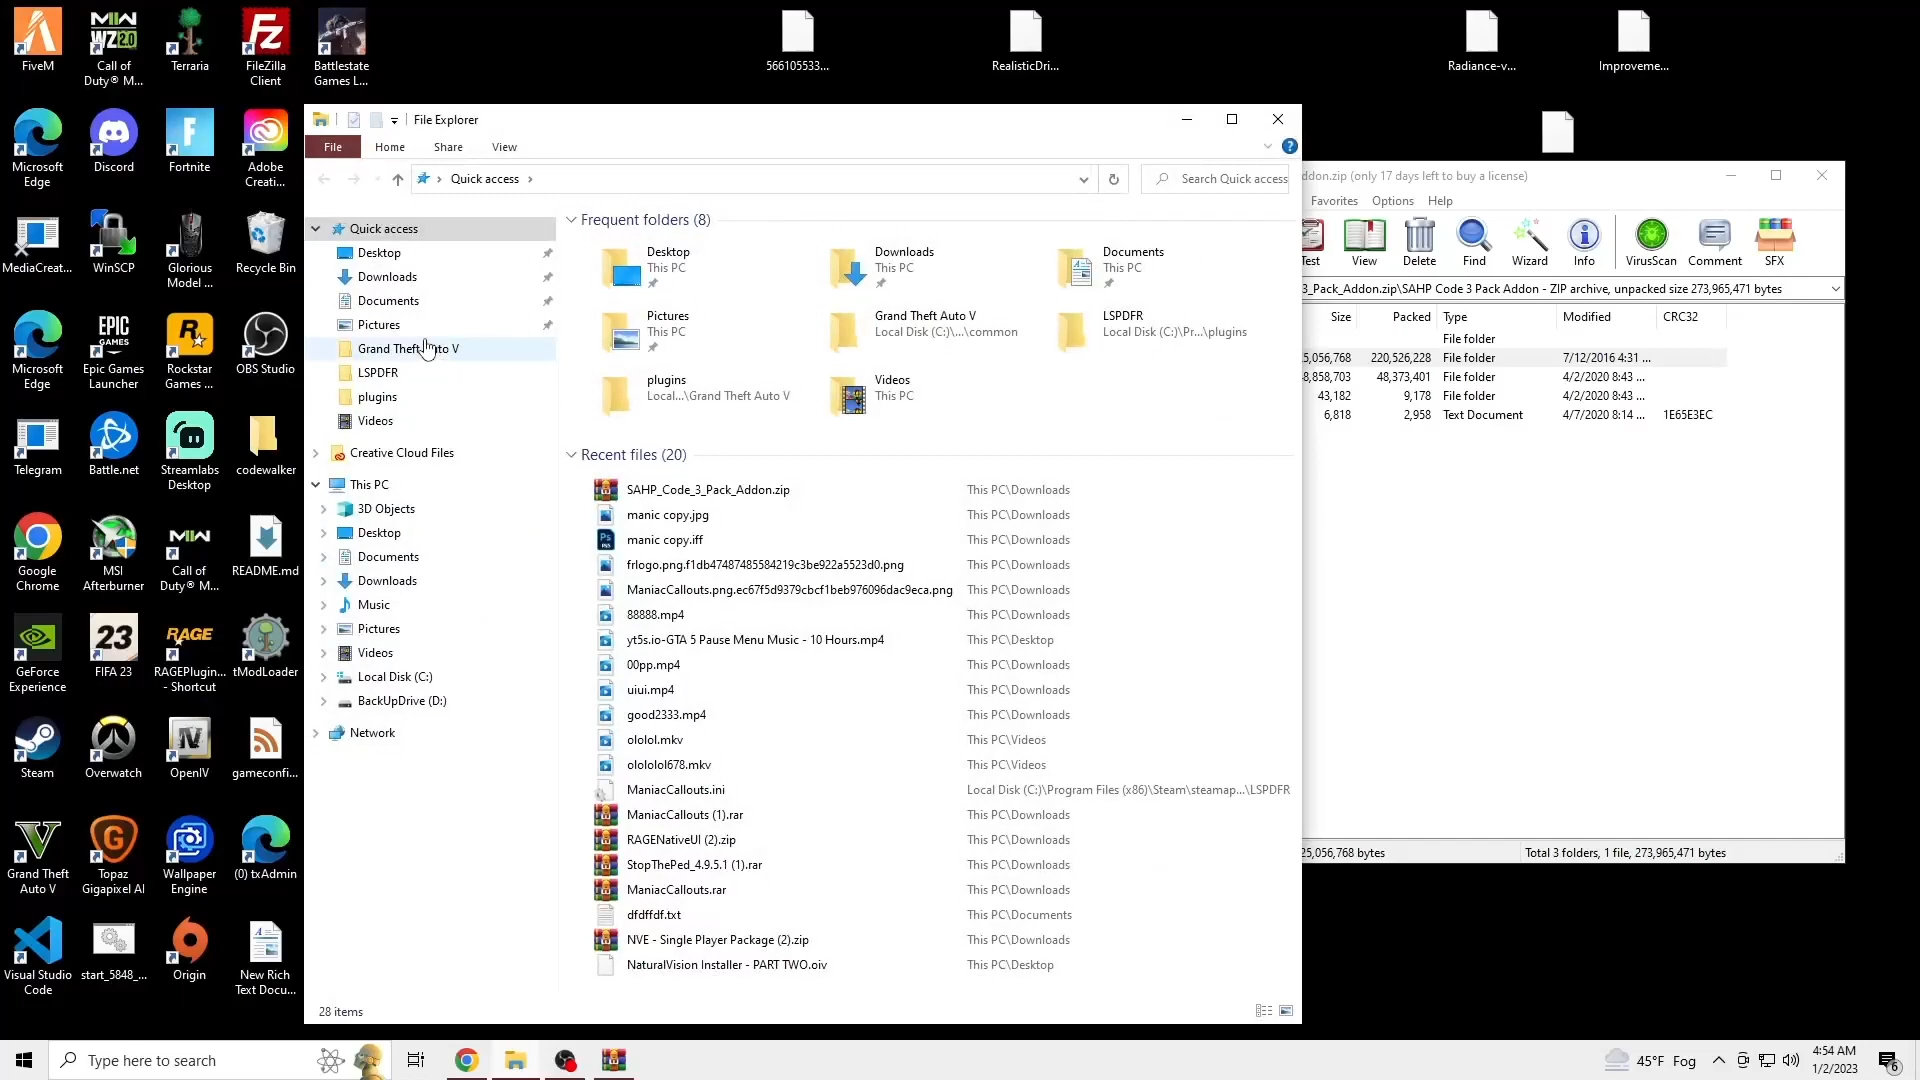 FiveM
Call of
Duty® M...
Terraria
FileZilla
Client
Battlestate
Games L...
566105533...
RealisticDri...
Radiance-v...
Improveme...
Microsoft
Edge
Discord
Fortnite
Adobe
Creati...
MediaCreat...
WinSCP
Glorious
Model ...
Recycle Bin
Microsoft
Edge
Epic Games
Launcher
Rockstar
Games ...
OBS Studio
Telegram
Battle.net
Streamlabs
Desktop
codewalker
Google
Chrome
MSI
Afterburner
Call of
Duty® M...
README.md
GeForce
Experience
FIFA 23
RAGEPlugin...
- Shortcut
tModLoader
Steam
Overwatch
OpenIV
gameconfi...
Grand Theft
Auto V
Topaz
Gigapixel AI
Wallpaper
Engine
(0) txAdmin
Visual Studio
Code
start_5848_...
Origin
New Rich
Text Docu...
File Explorer
File
Home
Share
View
Quick access
Search Quick access
Quick access
Desktop
Downloads
Documents
Pictures
LSPDFR
plugins
Videos
Creative Cloud Files
This PC
3D Objects
Desktop
Documents
Downloads
Music
Pictures
Videos
Local Disk (C:)
BackUpDrive (D:)
Network
Frequent folders (8)
Desktop
This PC
Downloads
This PC
Documents
This PC
Pictures
This PC
Grand Theft Auto V
Local Disk (C:)\...\common
LSPDFR
Local Disk (C:)\Pr...\plugins
plugins
Local...\Grand Theft Auto V
Videos
This PC
Recent files (20)
SAHP_Code_3_Pack_Addon.zip This PC\Downloads
manic copy.jpg This PC\Downloads
manic copy.iff This PC\Downloads
frlogo.png.f1db47487485584219c3be922a5523d0.png This PC\Downloads
ManiacCallouts.png.ec67f5d9379cbcf1beb976096dac9eca.png This PC\Downloads
88888.mp4 This PC\Downloads
yt5s.io-GTA 5 Pause Menu Music - 10 Hours.mp4 This PC\Desktop
00pp.mp4 This PC\Downloads
uiui.mp4 This PC\Downloads
good2333.mp4 This PC\Downloads
ololol.mkv This PC\Videos
olololol678.mkv This PC\Videos
ManiacCallouts.ini Local Disk (C:)\Program Files (x86)\Steam\steamap...\LSPDFR
ManiacCallouts (1).rar This PC\Downloads
RAGENativeUI (2).zip This PC\Downloads
StopThePed_4.9.5.1 (1).rar This PC\Downloads
ManiacCallouts.rar This PC\Downloads
dfdffdf.txt This PC\Documents
NVE - Single Player Package (2).zip This PC\Downloads
NaturalVision Installer - PART TWO.oiv This PC\Desktop
28 items
ddon.zip (only 17 days left to buy a license)
Favorites Options Help
Test View Delete Find Wizard Info VirusScan Comment SFX
3_Pack_Addon.zip\SAHP Code 3 Pack Addon - ZIP archive, unpacked size 273,965,471 bytes
Size Packed Type Modified CRC32
File folder
5,056,768 220,526,228 File folder 7/12/2016 4:31 ...
8,858,703 48,373,401 File folder 4/2/2020 8:43 ...
43,182 9,178 File folder 4/2/2020 8:43 ...
6,818 2,958 Text Document 4/7/2020 8:14 ... 1E65E3EC
25,056,768 bytes
Total 3 folders, 1 file, 273,965,471 bytes
Type here to search
45°F Fog
4:54 AM
1/2/2023
6